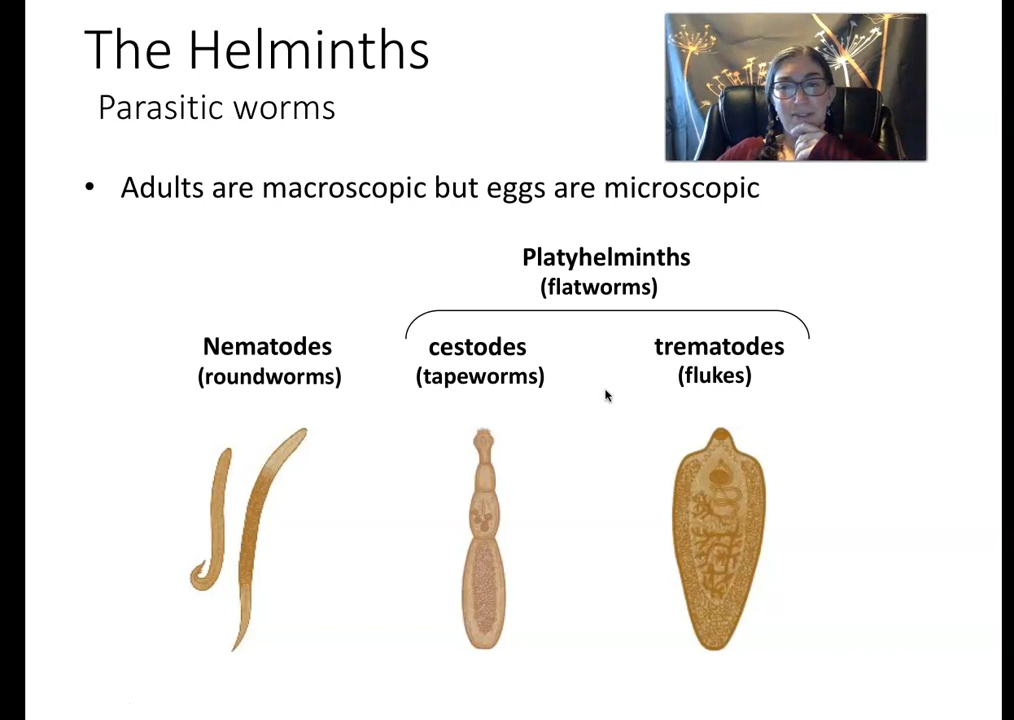 The Helminths
Parasitic worms
• Adults are macroscopic but eggs are microscopic
Platyhelminths
(flatworms)
Nematodes
(roundworms)
cestodes
(tapeworms)
trematodes
(flukes)